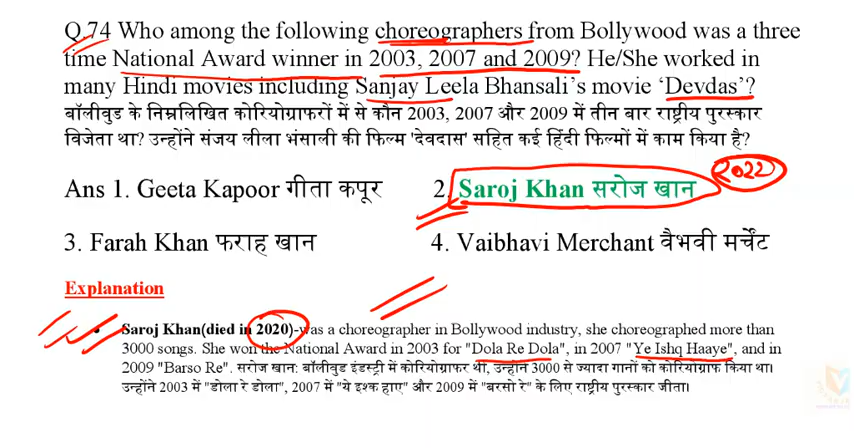 Q.74 Who among the following choreographers from Bollywood was a three
time National Award winner in 2003, 2007 and 2009? He/She worked in
many Hindi movies including Sanjay Leela Bhansali's movie 'Devdas'?
बॉलीवुड के निम्नलिखित कोरियोग्राफरों में से कौन 2003, 2007 और 2009 में तीन बार राष्ट्रीय पुरस्कार
विजेता था? उन्होंने संजय लीला भंसाली की फिल्म 'देवदास' सहित कई हिंदी फिल्मों में काम किया है?
Ans 1. Geeta Kapoor गीता कपूर 2. Saroj Khan सरोज खान 2022
3. Farah Khan फराह खान 4. Vaibhavi Merchant वैभवी मर्चेंट
Explanation
• Saroj Khan(died in 2020)-was a choreographer in Bollywood industry, she choreographed more than
3000 songs. She won the National Award in 2003 for "Dola Re Dola", in 2007 "Ye Ishq Haaye", and in
2009 "Barso Re". सरोज खान: बॉलीवुड इंडस्ट्री में कोरियोग्राफर थी, उन्होंने 3000 से ज्यादा गानों को कोरियोग्राफ किया था।
उन्होंने 2003 में "डोला रे डोला", 2007 में "ये इश्क हाए" और 2009 में "बरसो रे" के लिए राष्ट्रीय पुरस्कार जीता।